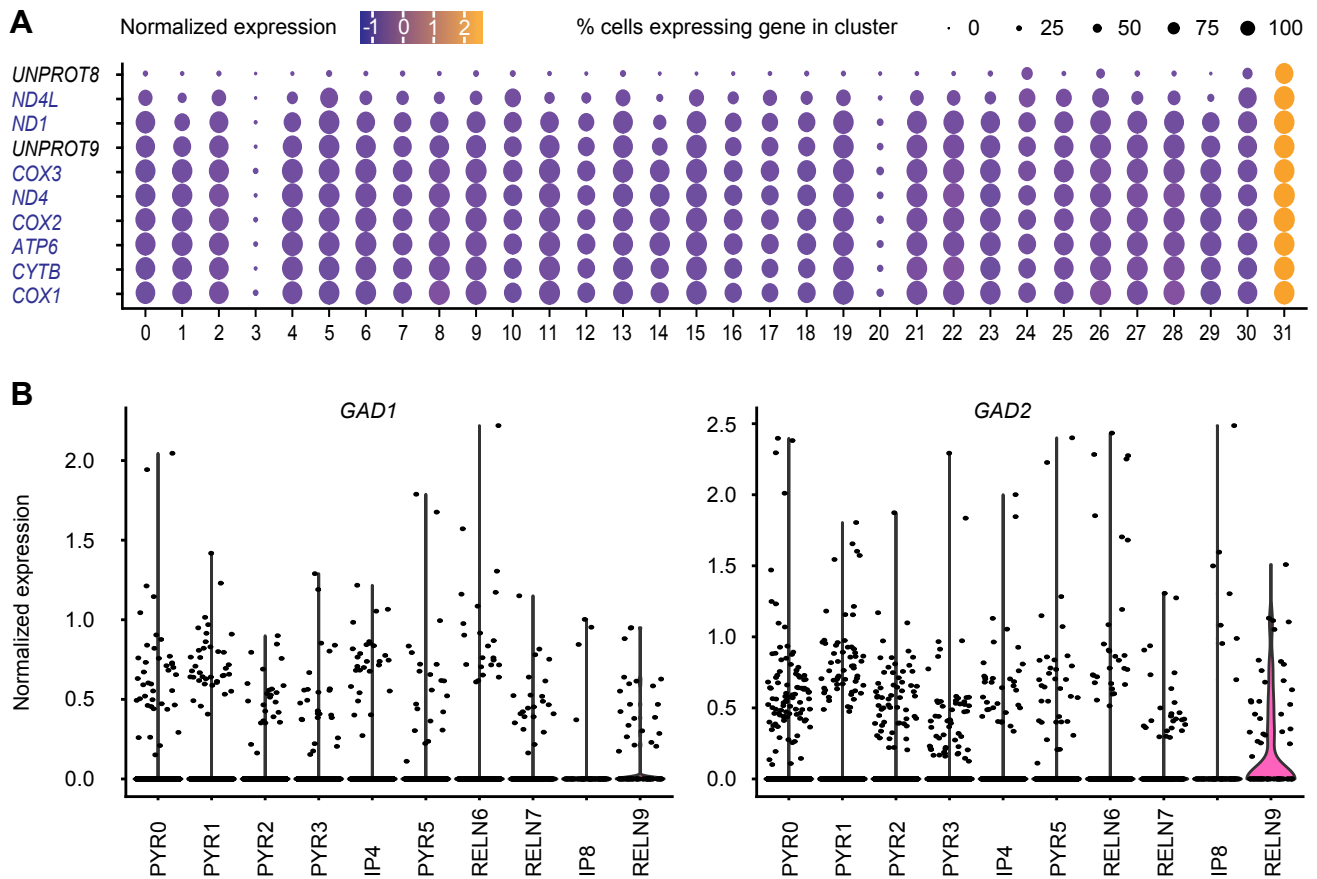 A
Normalized expression -1 0 1 2 % cells expressing gene in cluster 0 25 50 75 100
UNPROT8
ND4L
ND1
UNPROT9
COX3
ND4
COX2
ATP6
CYTB
COX1
0 1 2 3 4 5 6 7 8 9 10 11 12 13 14 15 16 17 18 19 20 21 22 23 24 25 26 27 28 29 30 31
B
GAD1
Normalized expression
2.0
1.5
1.0
0.5
0.0
PYR0 PYR1 PYR2 PYR3 IP4 PYR5 RELN6 RELN7 IP8 RELN9
GAD2
2.5
2.0
1.5
1.0
0.5
0.0
PYR0 PYR1 PYR2 PYR3 IP4 PYR5 RELN6 RELN7 IP8 RELN9